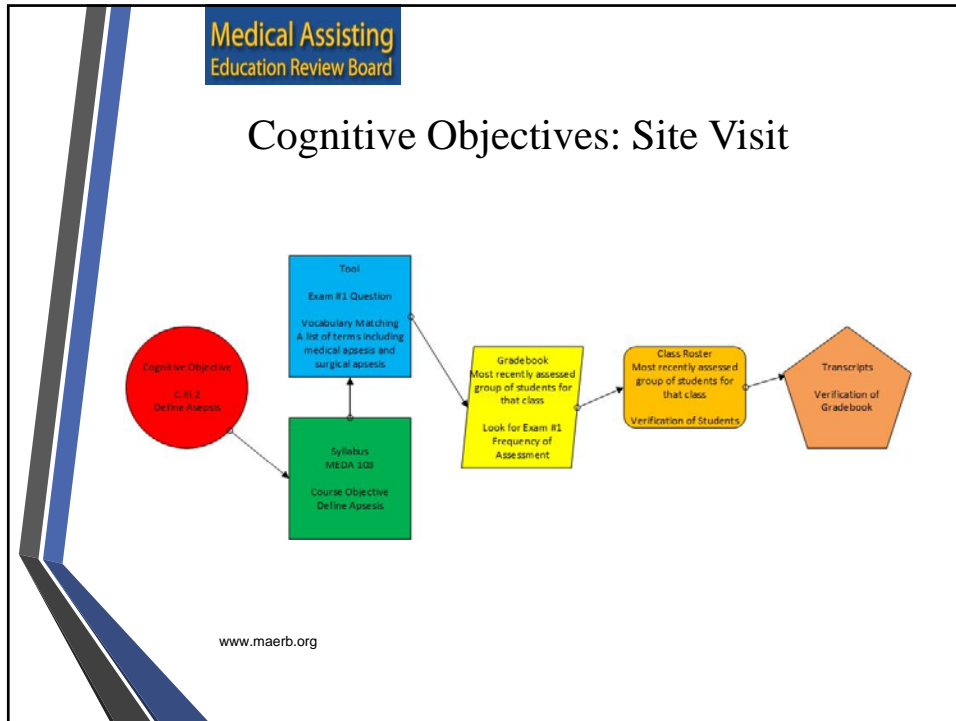 Medical Assisting
Education Review Board
Cognitive Objectives: Site Visit
Cognitive Objective
C.III.2
Define Asepsis
Syllabus
MEDA 103
Course Objective
Define Apsesis
Tool
Exam #1 Question
Vocabulary Matching
A list of terms including
medical apsesis and
surgical apsesis
Gradebook
Most recently assessed
group of students for
that class
Look for Exam #1
Frequency of
Assessment
Class Roster
Most recently assessed
group of students for
that class
Verification of Students
Transcripts
Verification of
Gradebook
www.maerb.org